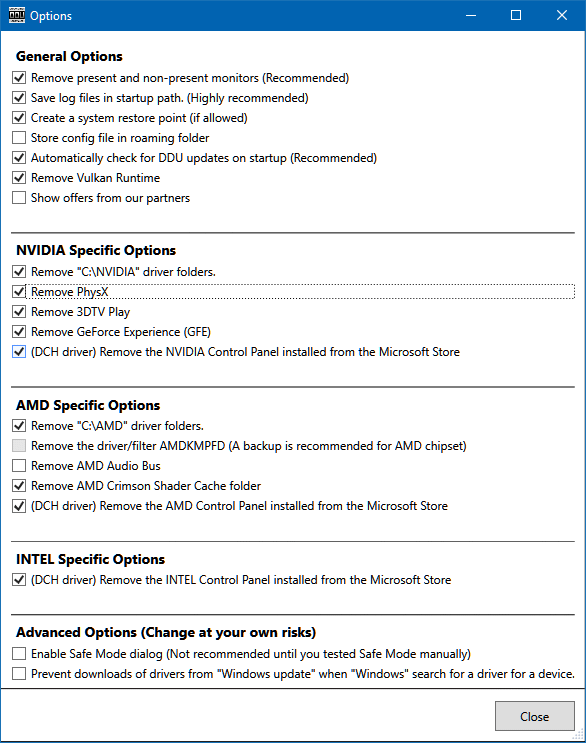 Options
General Options
Remove present and non-present monitors (Recommended)
Save log files in startup path. (Highly recommended)
Create a system restore point (if allowed)
Store config file in roaming folder
Automatically check for DDU updates on startup (Recommended)
Remove Vulkan Runtime
Show offers from our partners
NVIDIA Specific Options
Remove "C:\NVIDIA" driver folders.
Remove PhysX
Remove 3DTV Play
Remove GeForce Experience (GFE)
(DCH driver) Remove the NVIDIA Control Panel installed from the Microsoft Store
AMD Specific Options
Remove "C:\AMD" driver folders.
Remove the driver/filter AMDKMPFD (A backup is recommended for AMD chipset)
Remove AMD Audio Bus
Remove AMD Crimson Shader Cache folder
(DCH driver) Remove the AMD Control Panel installed from the Microsoft Store
INTEL Specific Options
(DCH driver) Remove the INTEL Control Panel installed from the Microsoft Store
Advanced Options (Change at your own risks)
Enable Safe Mode dialog (Not recommended until you tested Safe Mode manually)
Prevent downloads of drivers from "Windows update" when "Windows" search for a driver for a device.
Close